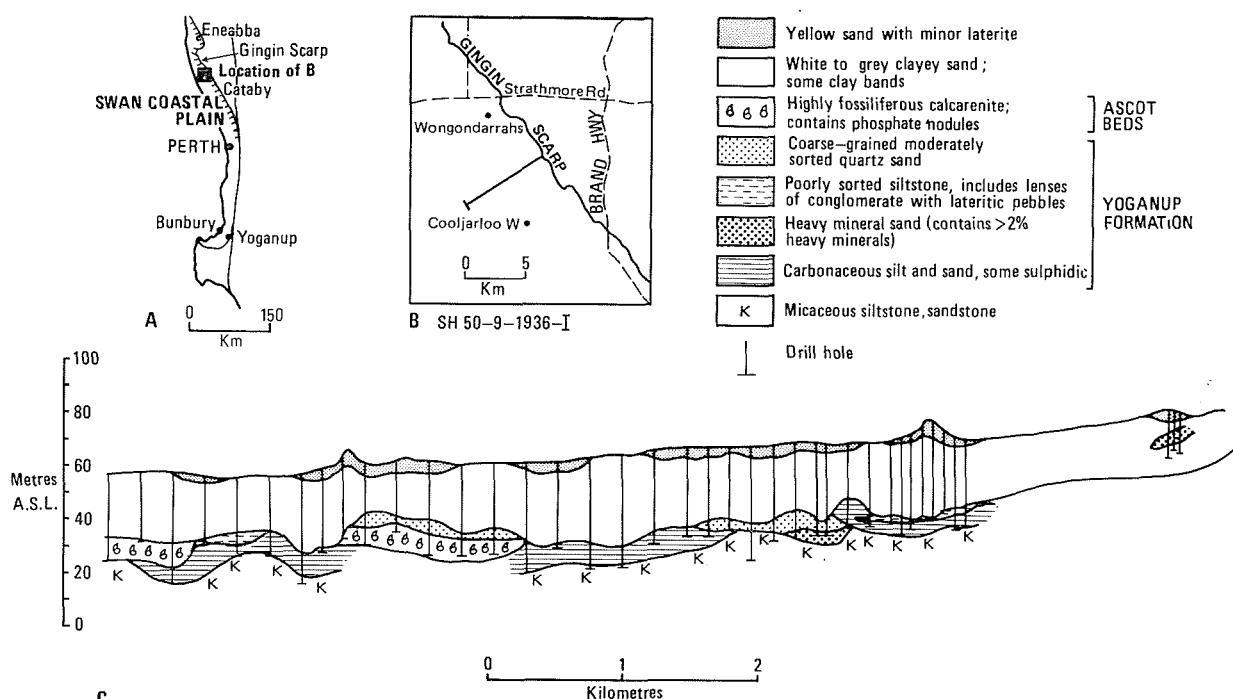 Eneabba
Gingin Scarp
Location of B
Cataby
SWAN COASTAL
PLAIN
PERTH
Bunbury
Yoganup
0 150
Km
A
GINGIN SCARP
Strathmore Rd
Wongondarrahs
BRAND HWY
Cooljarloo W
0 5
Km
B SH 50-9-1936-I
Yellow sand with minor laterite
White to grey clayey sand;
some clay bands
Highly fossiliferous calcarenite;
contains phosphate nodules
ASCOT
BEDS
Coarse-grained moderately
sorted quartz sand
Poorly sorted siltstone, includes lenses
of conglomerate with lateritic pebbles
Heavy mineral sand (contains >2%
heavy minerals)
Carbonaceous silt and sand, some sulphidic
YOGANUP
FORMATION
K Micaceous siltstone, sandstone
Drill hole
100
80
60
Metres
A.S.L.
40
20
0
K K K K K K K K K K K K K K K K K
0 1 2
Kilometres
C